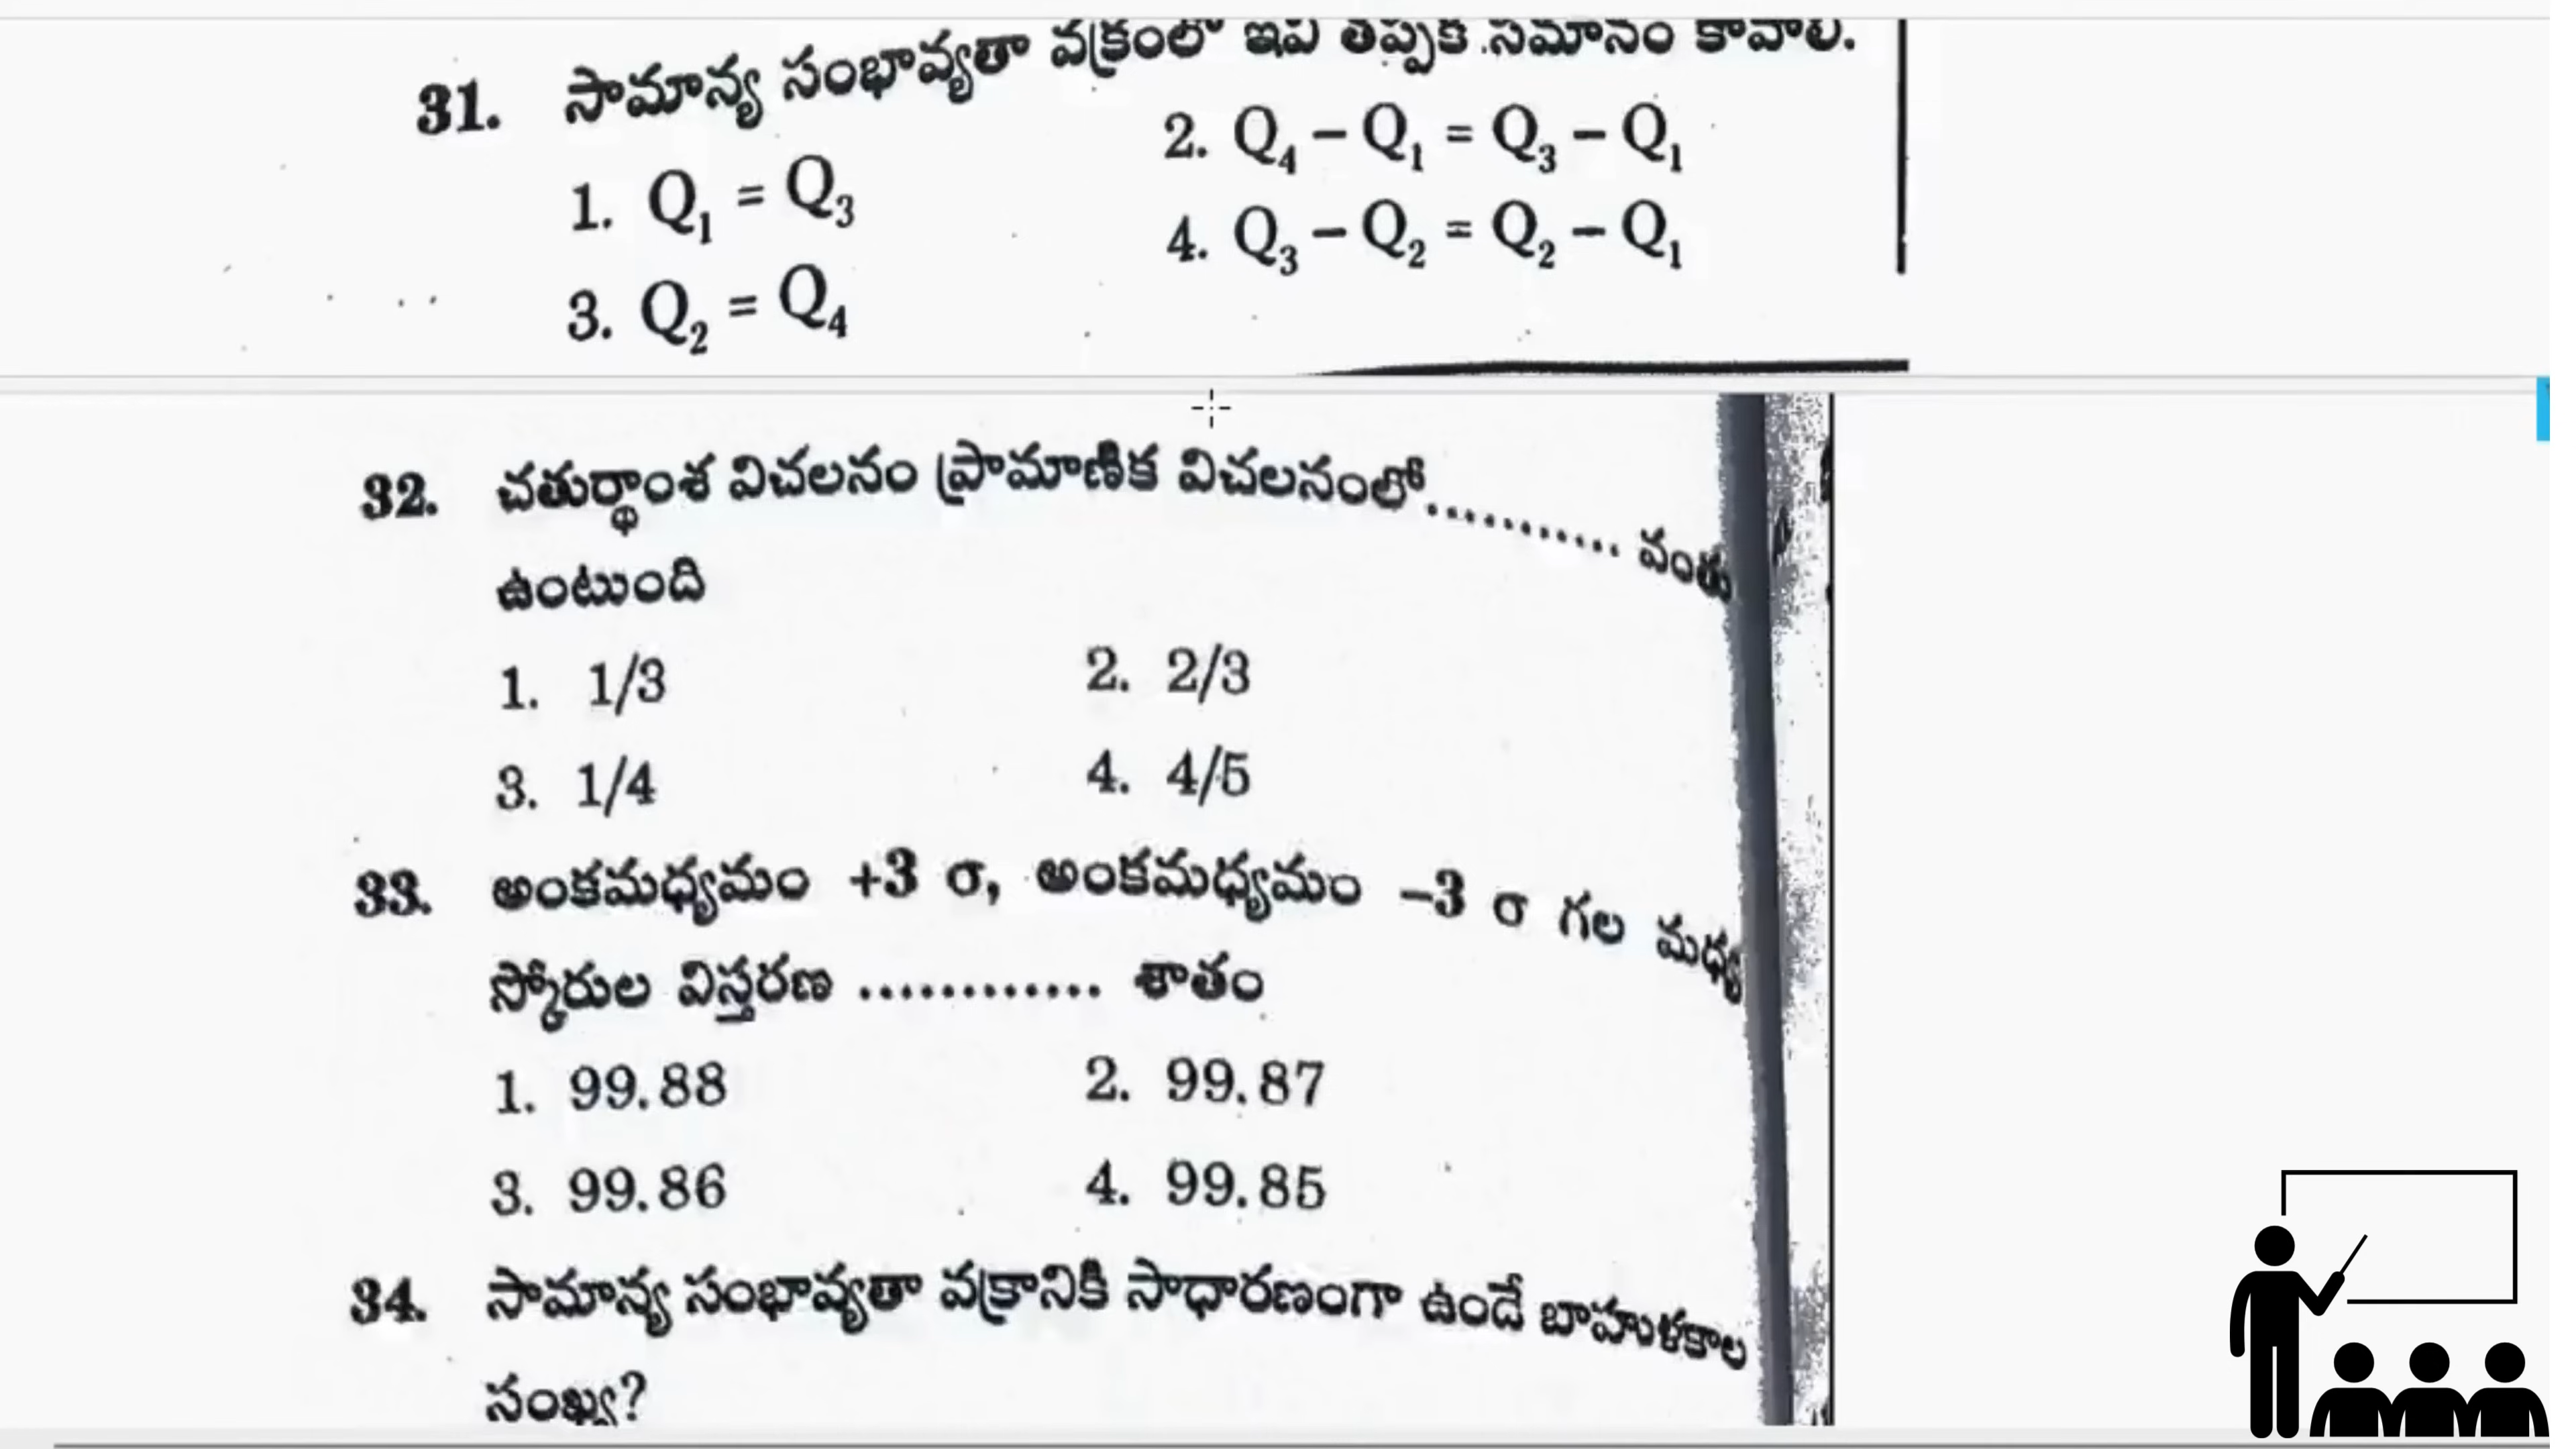 31. సామాన్య సంభావ్యతా వక్రంలో ఇవి తప్పక సమానం కావాలి.
1. Q₁ = Q₃ 2. Q₄ – Q₁ = Q₃ – Q₁
3. Q₂ = Q₄ 4. Q₃ – Q₂ = Q₂ – Q₁
32. చతుర్థాంశ విచలనం ప్రామాణిక విచలనంలో.............. వంతు
ఉంటుంది
1. 1/3 2. 2/3
3. 1/4 4. 4/5
33. అంకమధ్యమం +3 σ, అంకమధ్యమం –3 σ గల మధ్య
స్కోరుల విస్తరణ ............ శాతం
1. 99.88 2. 99.87
3. 99.86 4. 99.85
34. సామాన్య సంభావ్యతా వక్రానికి సాధారణంగా ఉండే బాహుళకాల
సంఖ్య?